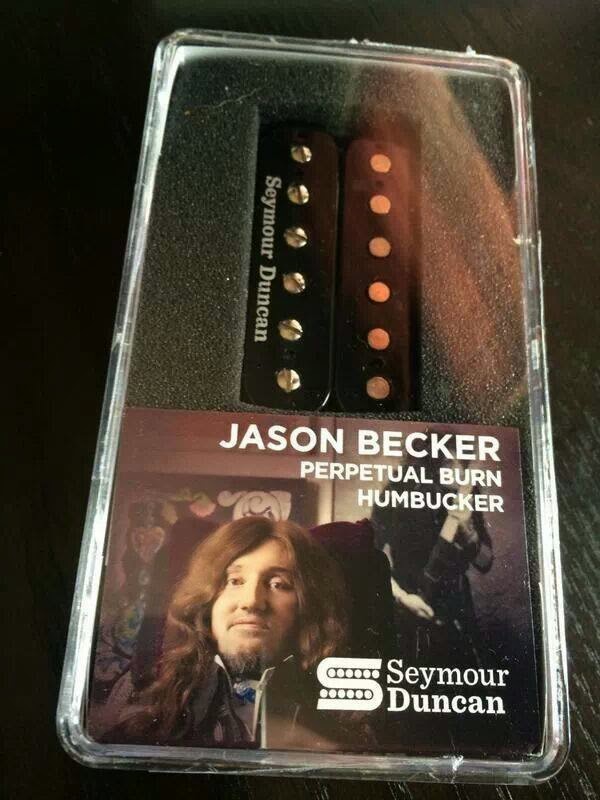 Seymour Duncan
JASON BECKER
PERPETUAL BURN
HUMBUCKER
Seymour
Duncan